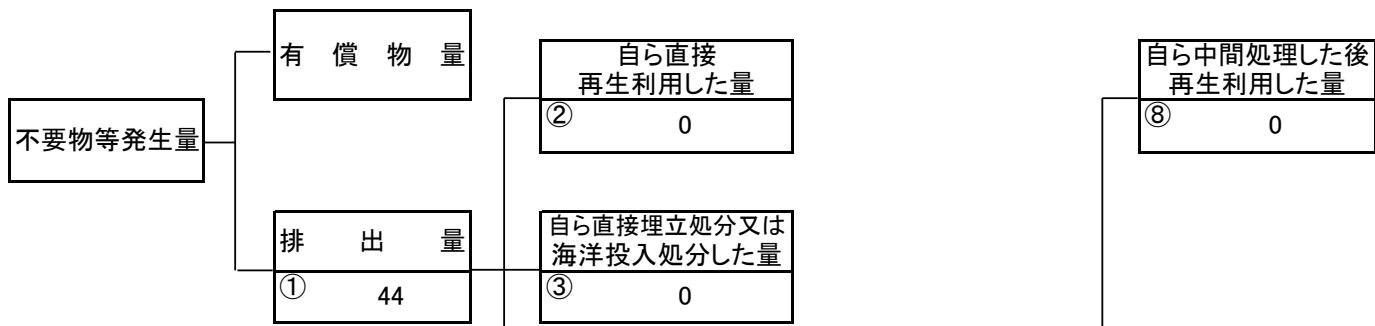 不要物等発生量
有償物量
排出量
① 44
自ら直接
再生利用した量
② 0
自ら直接埋立処分又は
海洋投入処分した量
③ 0
自ら中間処理した後
再生利用した量
⑧ 0